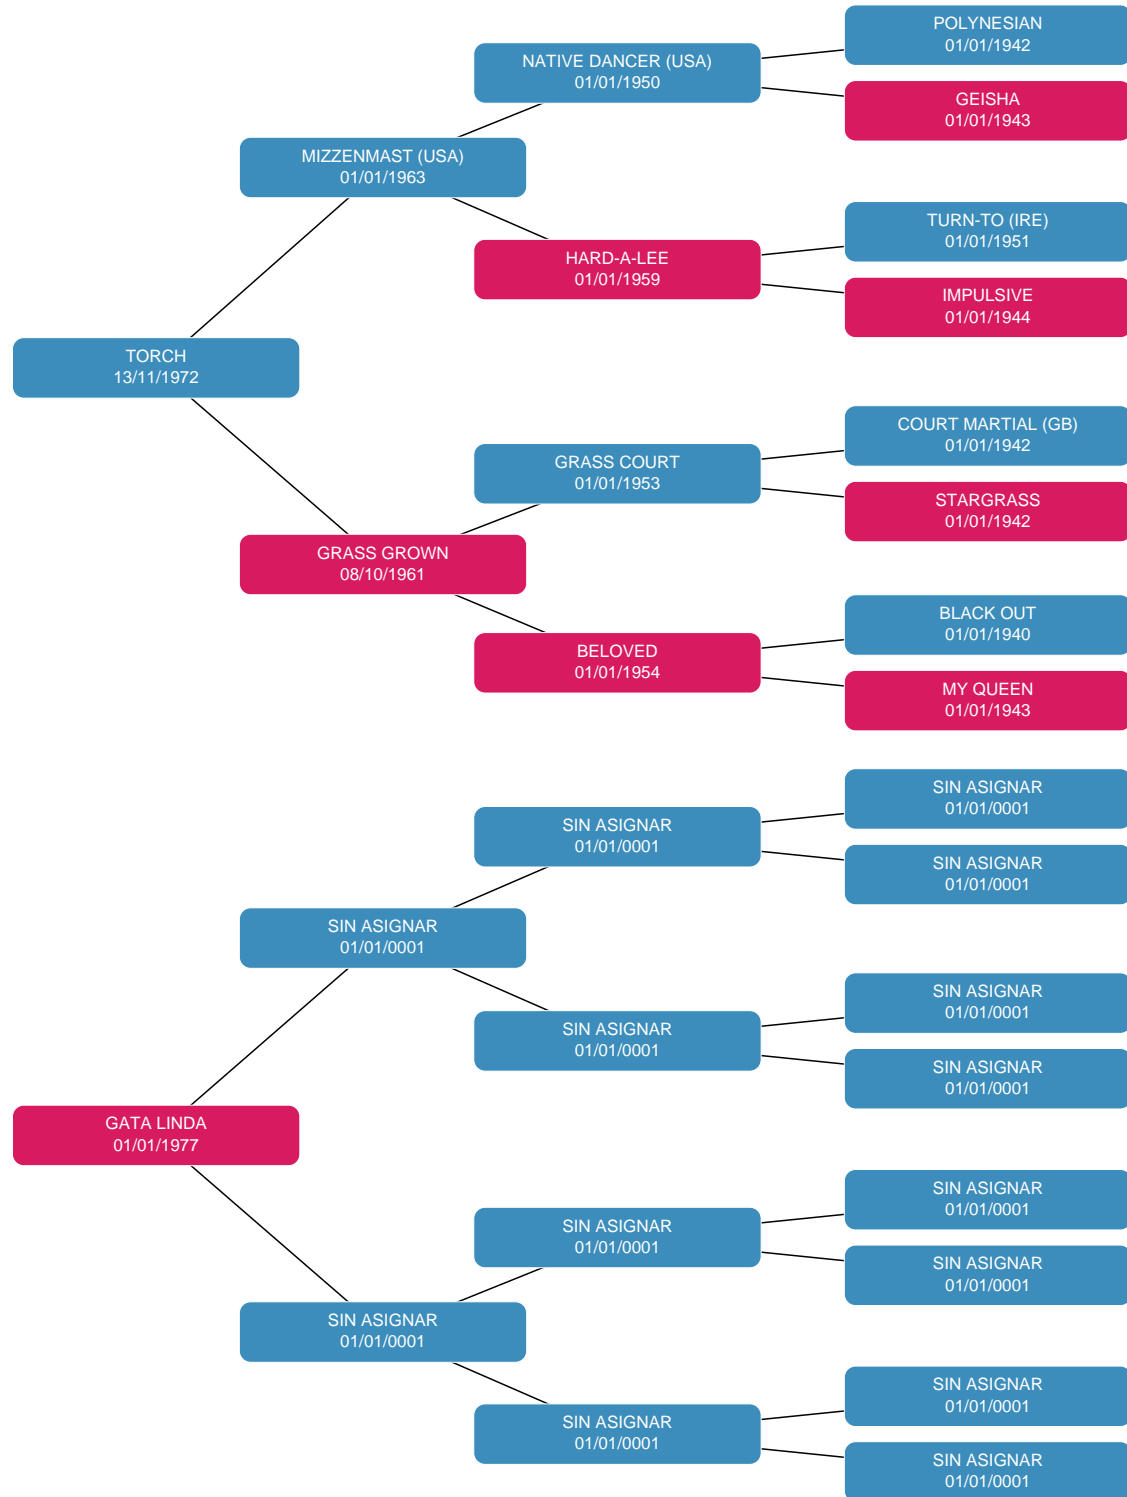 POLYNESIAN
01/01/1942
NATIVE DANCER (USA)
01/01/1950
GEISHA
01/01/1943
MIZZENMAST (USA)
01/01/1963
TURN-TO (IRE)
01/01/1951
HARD-A-LEE
01/01/1959
IMPULSIVE
01/01/1944
TORCH
13/11/1972
COURT MARTIAL (GB)
01/01/1942
GRASS COURT
01/01/1953
STARGRASS
01/01/1942
GRASS GROWN
08/10/1961
BLACK OUT
01/01/1940
BELOVED
01/01/1954
MY QUEEN
01/01/1943
SIN ASIGNAR
01/01/0001
SIN ASIGNAR
01/01/0001
SIN ASIGNAR
01/01/0001
SIN ASIGNAR
01/01/0001
SIN ASIGNAR
01/01/0001
SIN ASIGNAR
01/01/0001
SIN ASIGNAR
01/01/0001
GATA LINDA
01/01/1977
SIN ASIGNAR
01/01/0001
SIN ASIGNAR
01/01/0001
SIN ASIGNAR
01/01/0001
SIN ASIGNAR
01/01/0001
SIN ASIGNAR
01/01/0001
SIN ASIGNAR
01/01/0001
SIN ASIGNAR
01/01/0001